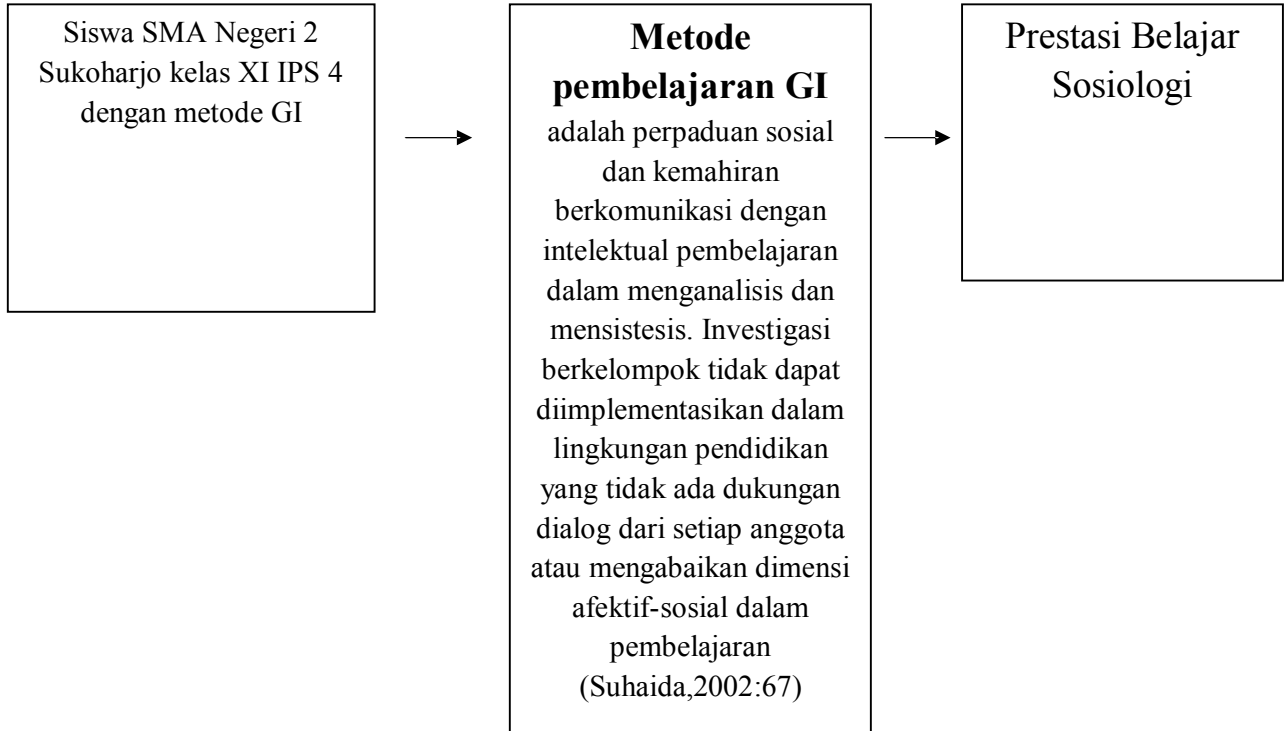 Siswa SMA Negeri 2
Sukoharjo kelas XI IPS 4
dengan metode GI
Metode
pembelajaran GI
adalah perpaduan sosial
dan kemahiran
berkomunikasi dengan
intelektual pembelajaran
dalam menganalisis dan
mensistesis. Investigasi
berkelompok tidak dapat
diimplementasikan dalam
lingkungan pendidikan
yang tidak ada dukungan
dialog dari setiap anggota
atau mengabaikan dimensi
afektif-sosial dalam
pembelajaran
(Suhaida,2002:67)
Prestasi Belajar
Sosiologi